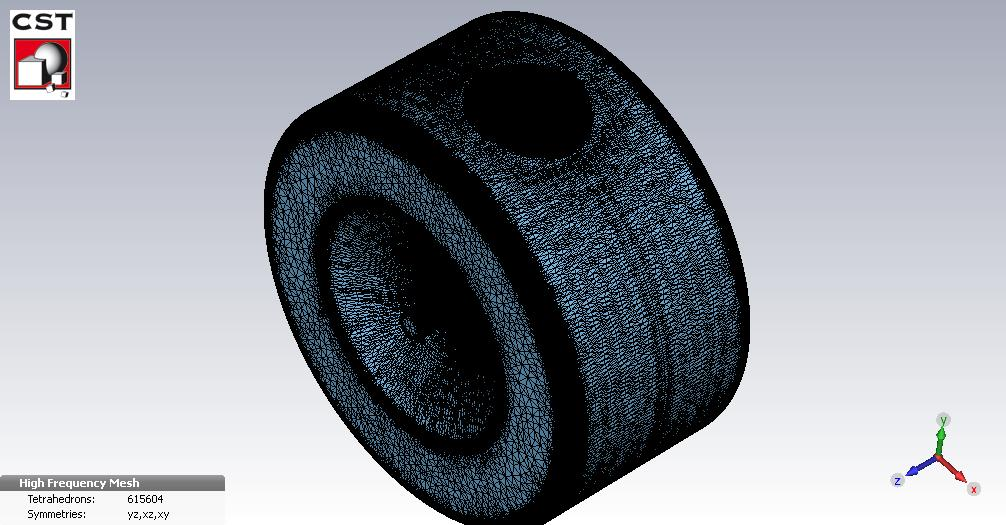 CST
High Frequency Mesh
Tetrahedrons: 615604
Symmetries: yz,xz,xy
y
z
x